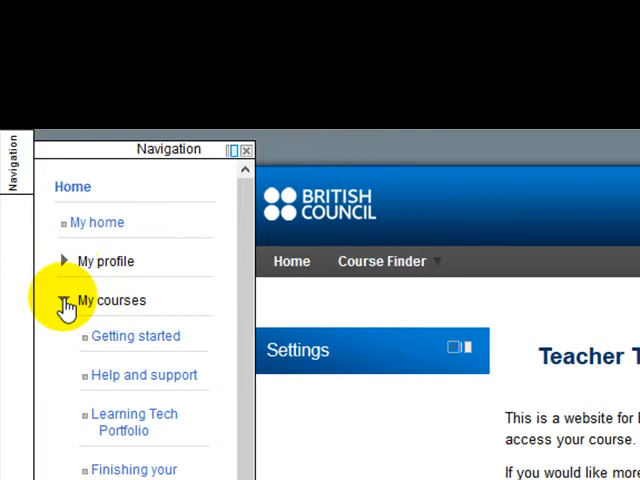 Navigation
Navigation
Home
My home
My profile
My courses
Getting started
Help and support
Learning Tech
Portfolio
Finishing your
BRITISH
COUNCIL
Home
Course Finder
Settings
Teacher T
This is a website for
access your course.
If you would like more